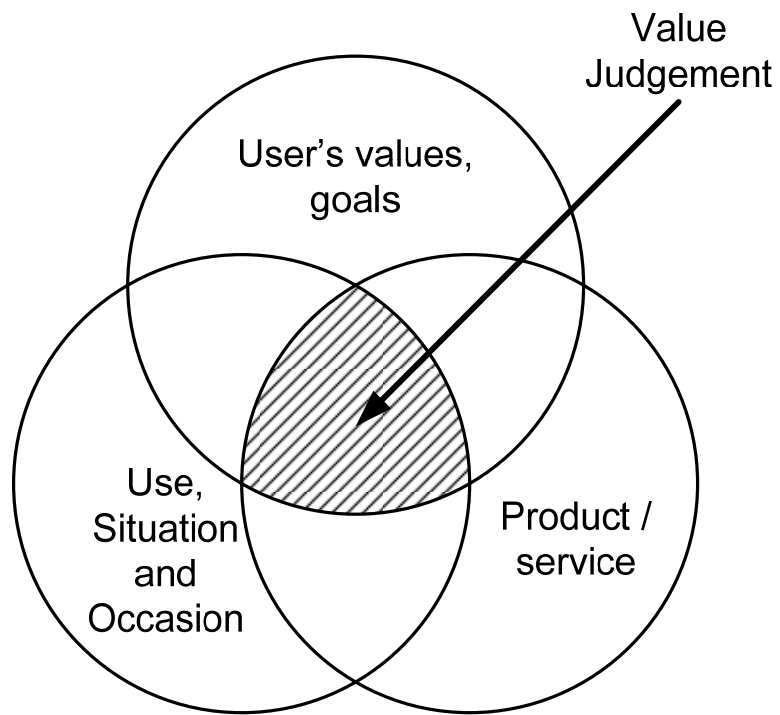 Value
Judgement
User’s values,
goals
Use,
Situation
and
Occasion
Product /
service